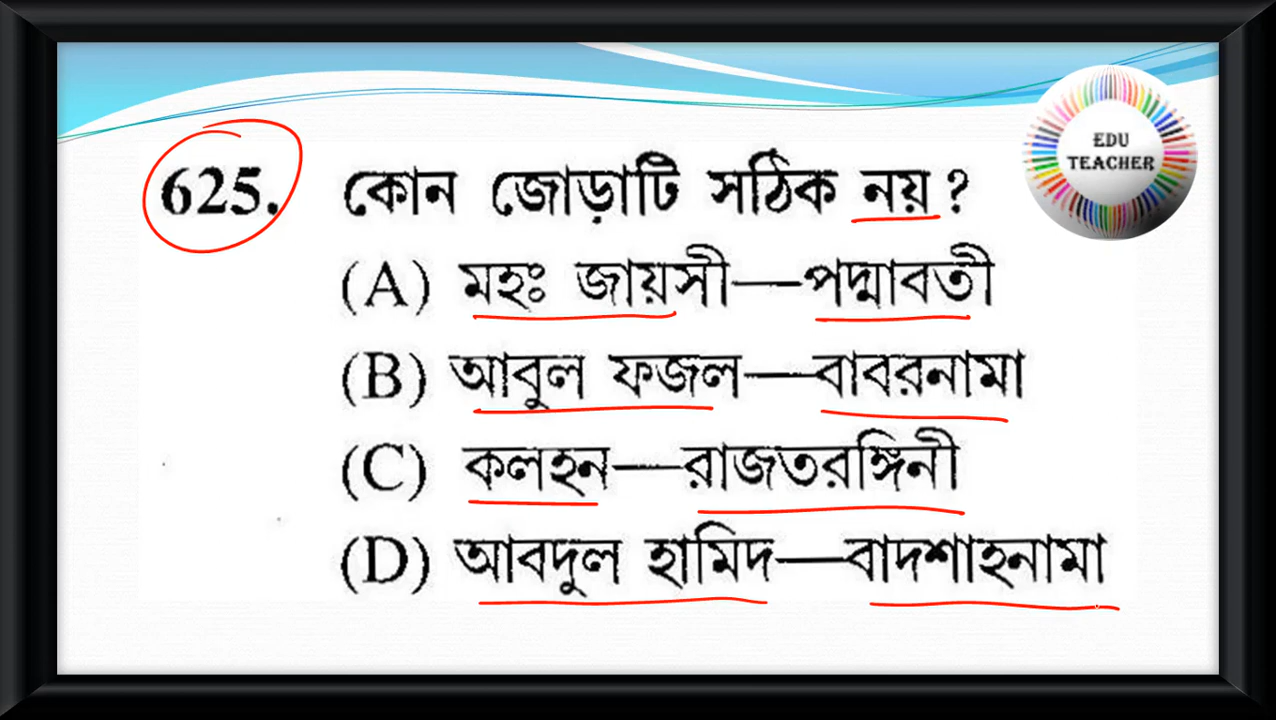 EDU
TEACHER
625. কোন জোড়াটি সঠিক নয় ?
(A) মহঃ জায়সী—পদ্মাবতী
(B) আবুল ফজল—বাবরনামা
(C) কলহন—রাজতরঙ্গিনী
(D) আবদুল হামিদ—বাদশাহনামা